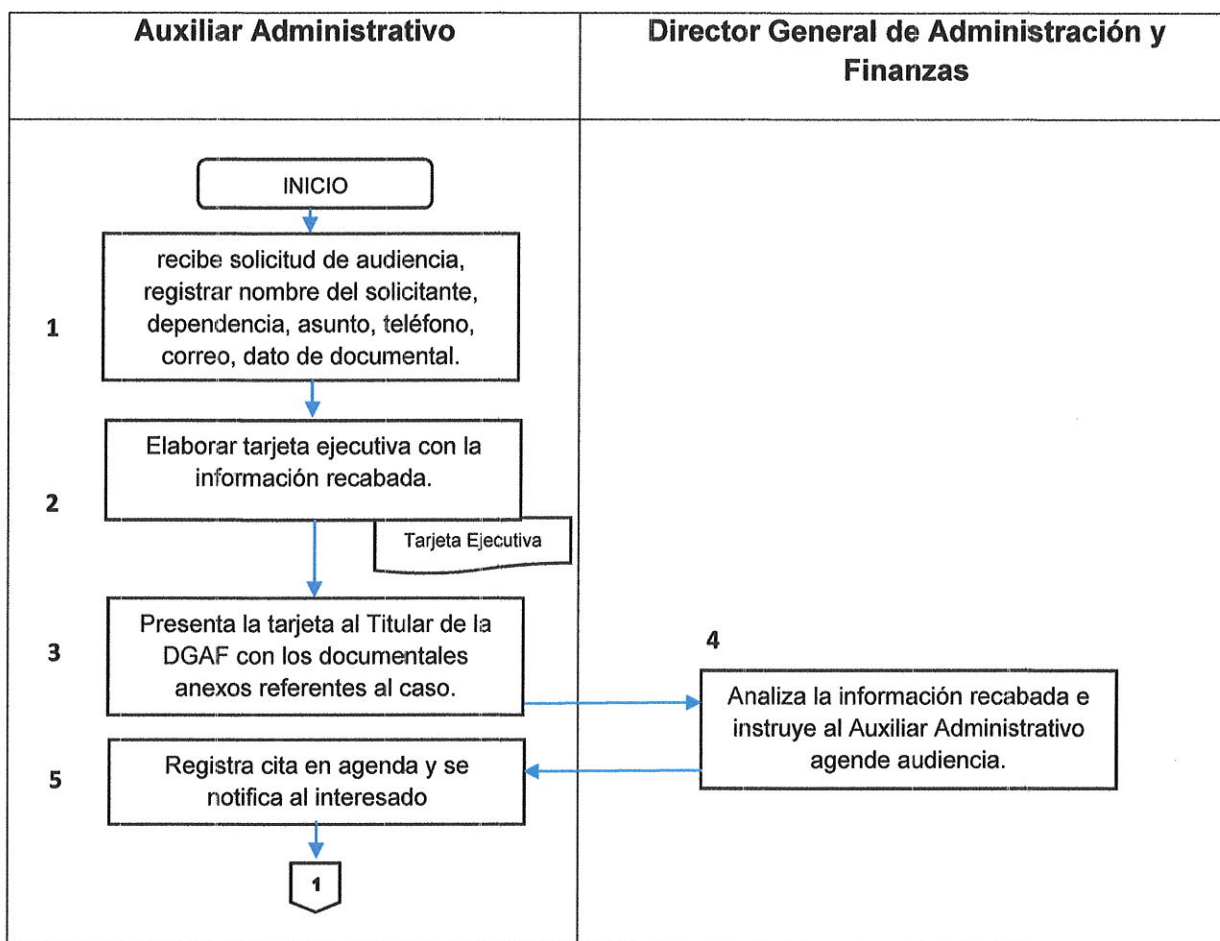 Auxiliar Administrativo
Director General de Administración y
Finanzas
INICIO
1
recibe solicitud de audiencia,
registrar nombre del solicitante,
dependencia, asunto, teléfono,
correo, dato de documental.
2
Elaborar tarjeta ejecutiva con la
información recabada.
Tarjeta Ejecutiva
3
Presenta la tarjeta al Titular de la
DGAF con los documentales
anexos referentes al caso.
4
Analiza la información recabada e
instruye al Auxiliar Administrativo
agende audiencia.
5
Registra cita en agenda y se
notifica al interesado
1